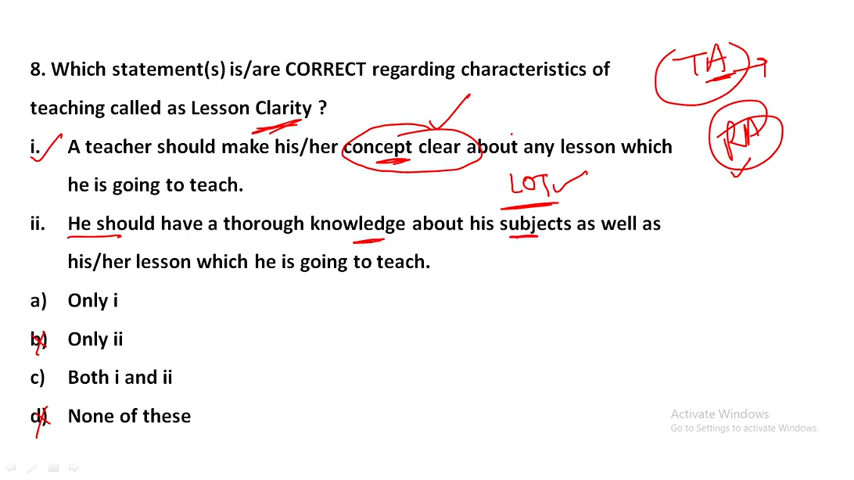 8. Which statement(s) is/are CORRECT regarding characteristics of
teaching called as Lesson Clarity ?
i. A teacher should make his/her concept clear about any lesson which
he is going to teach.
ii. He should have a thorough knowledge about his subjects as well as
his/her lesson which he is going to teach.
a) Only i
b) Only ii
c) Both i and ii
d) None of these
TA
RA
LOT
Activate Windows
Go to Settings to activate Windows.